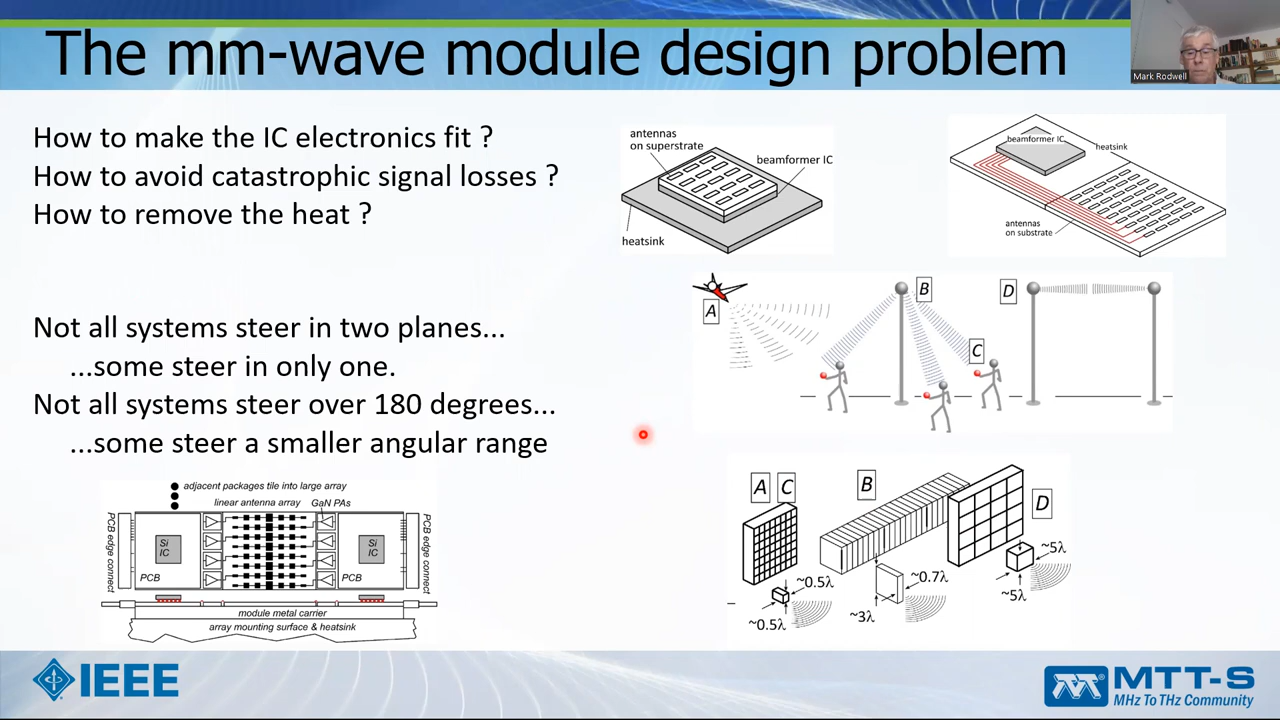 The mm-wave module design problem
Mark Rodwell
How to make the IC electronics fit ?
How to avoid catastrophic signal losses ?
How to remove the heat ?
antennas
on superstrate
beamformer IC
heatsink
beamformer IC
heatsink
antennas
on substrate
A
B
C
D
Not all systems steer in two planes...
...some steer in only one.
Not all systems steer over 180 degrees...
...some steer a smaller angular range
adjacent packages tile into large array
linear antenna array
GaN PAs
PCB edge connect
Si
IC
PCB
Si
IC
PCB
PCB edge connect
module metal carrier
array mounting surface & heatsink
A
C
B
D
~0.5λ
~0.5λ
~0.7λ
~3λ
~5λ
~5λ
IEEE
MTT-S
MHz To THz Community